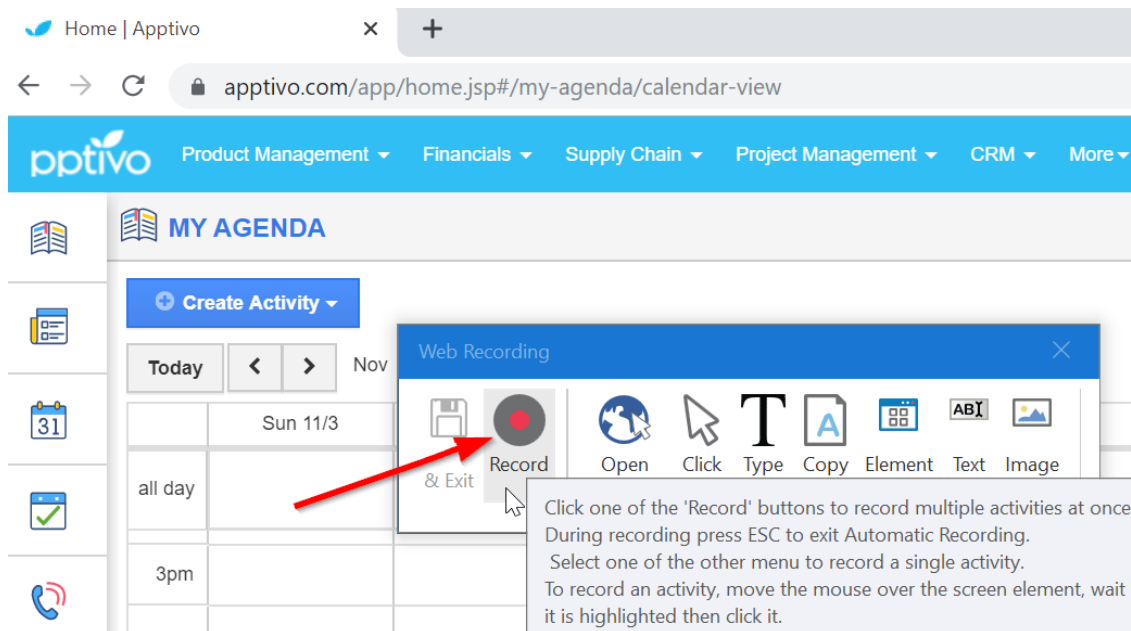 Home | Apptivo
apptivo.com/app/home.jsp#/my-agenda/calendar-view
pptivo Product Management Financials Supply Chain Project Management CRM More
MY AGENDA
Create Activity
Today Nov
Web Recording
31 Sun 11/3
T A ABI
Record Open Click Type Copy Element Text Image
& Exit
all day
Click one of the 'Record' buttons to record multiple activities at once
During recording press ESC to exit Automatic Recording.
Select one of the other menu to record a single activity.
3pm
To record an activity, move the mouse over the screen element, wait
it is highlighted then click it.